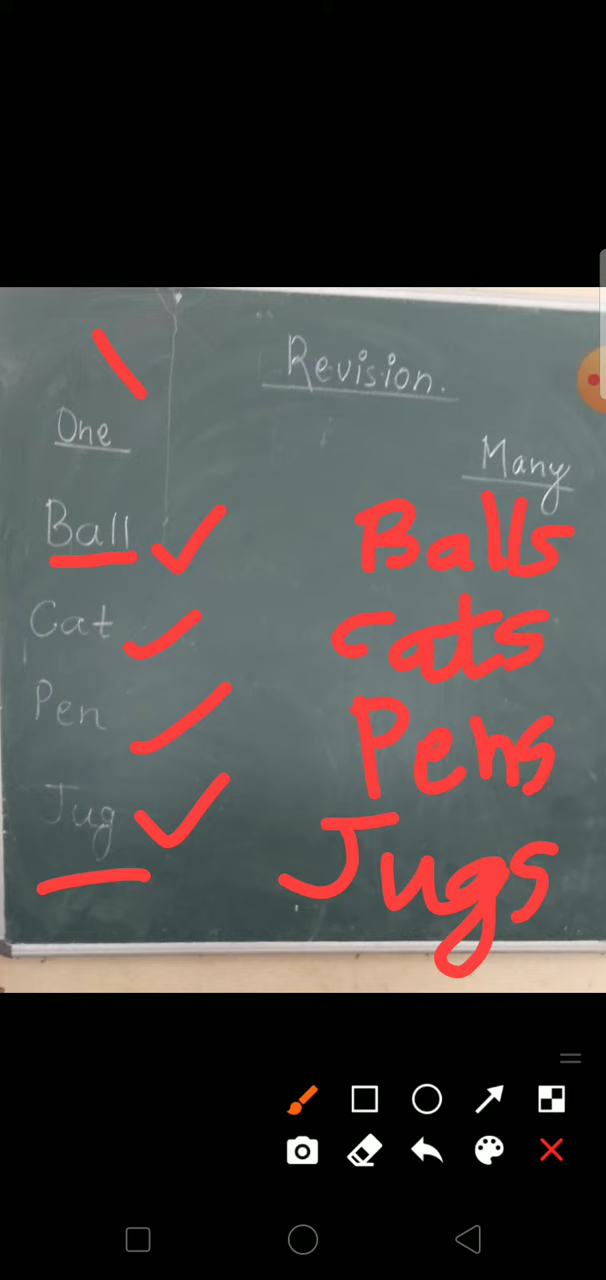 Revision.
One Many
Ball Balls
Cat cats
Pen Pens
Jug Jugs